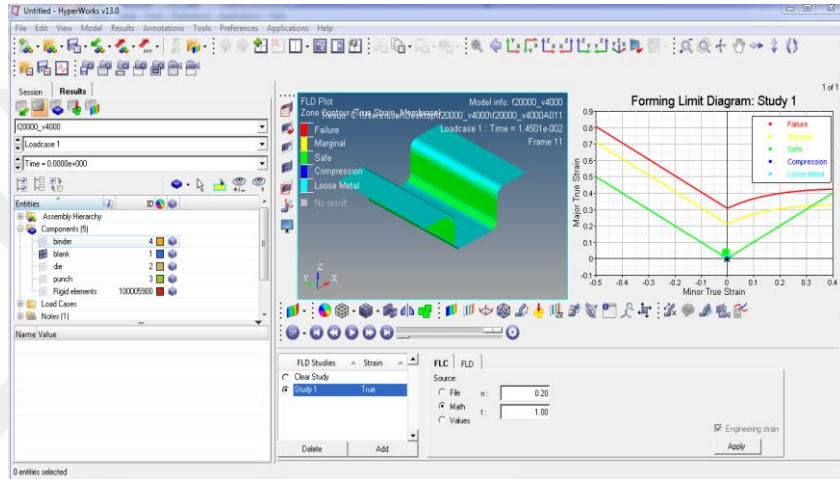 Untitled - HyperWorks v13.0
File Edit View Model Results Annotations Tools Preferences Applications Help
Session Results
f20000_v4000
Loadcase 1
Time = 0.0000e+000
Entities ID
Assembly Hierarchy
Components (5)
binder 4
blank 1
die 2
punch 3
Rigid elements 100005900
Load Cases
Notes (1)
Name Value
0 entities selected
FLD Plot
Zone Contour (True Strain, Membrane)
Failure
Marginal
Safe
Compression
Loose Metal
No result
Model info: f20000_v4000
Loadcase 1 : Time = 1.4501e-002
Frame 11
Z
Y X
1 of 1
Forming Limit Diagram: Study 1
Major True Strain
0.9
0.8
0.7
0.6
0.5
0.4
0.3
0.2
0.1
0
-0.1
-0.5 -0.4 -0.3 -0.2 -0.1 0 0.1 0.2 0.3 0.4
Minor True Strain
Failure
Marginal
Safe
Compression
Loose Metal
FLD Studies Strain
Clear Study
Study 1 True
Delete Add
FLC FLD
Source:
File n: 0.20
Math t: 1.00
Values
Engineering strain
Apply